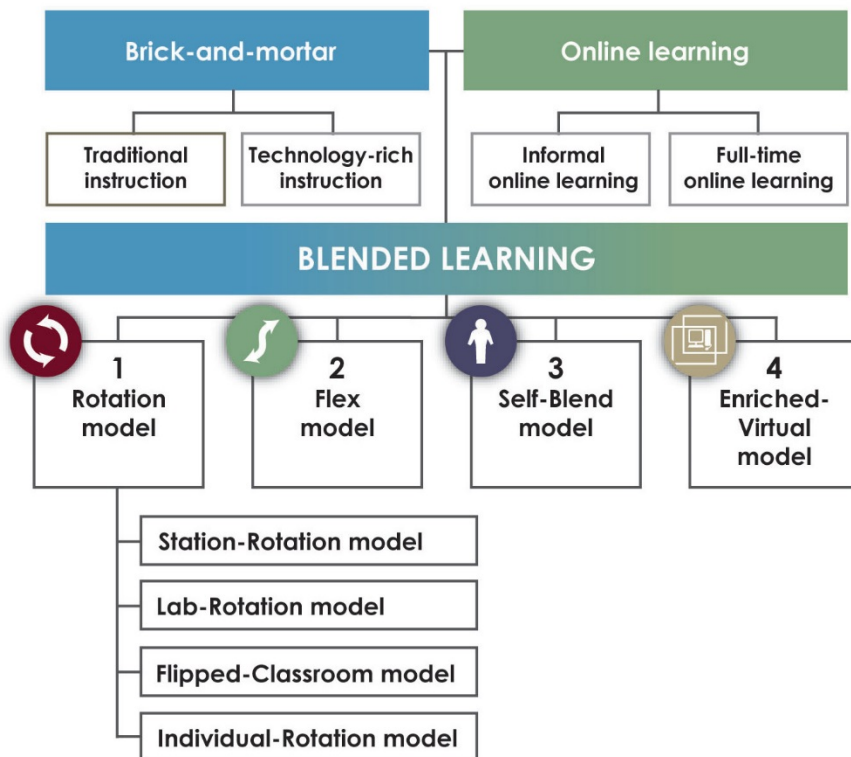 Brick-and-mortar
Online learning
Traditional
instruction
Technology-rich
instruction
Informal
online learning
Full-time
online learning
BLENDED LEARNING
1
Rotation
model
2
Flex
model
3
Self-Blend
model
4
Enriched-
Virtual
model
Station-Rotation model
Lab-Rotation model
Flipped-Classroom model
Individual-Rotation model